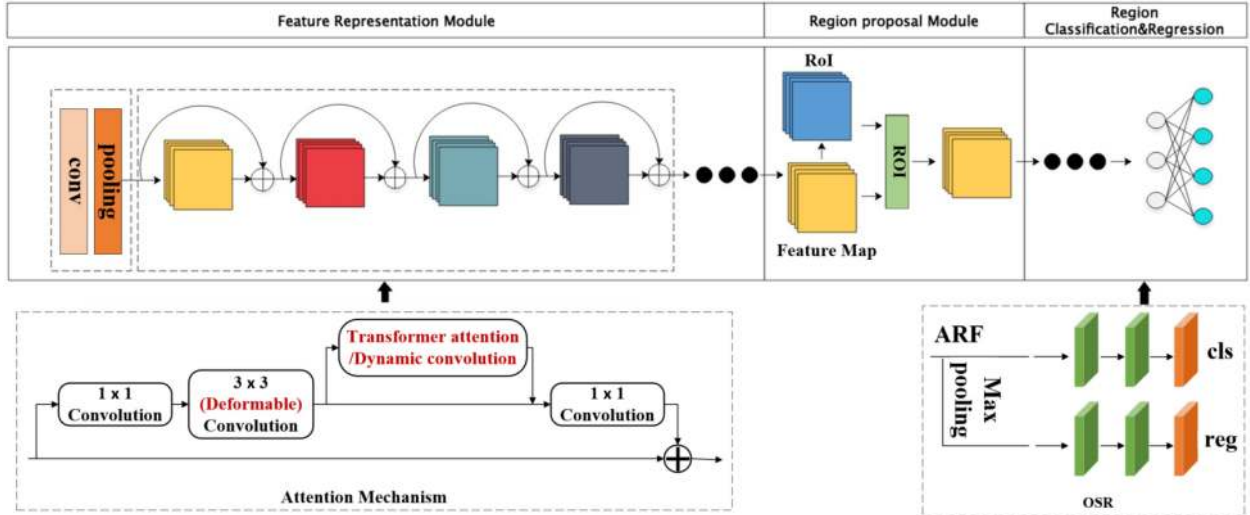 Feature Representation Module
Region proposal Module
Region
Classification&Regression
conv
pooling
RoI
ROI
Feature Map
Transformer attention
/Dynamic convolution
1 x 1
Convolution
3 x 3
(Deformable)
Convolution
1 x 1
Convolution
Attention Mechanism
ARF
Max
pooling
cls
reg
OSR